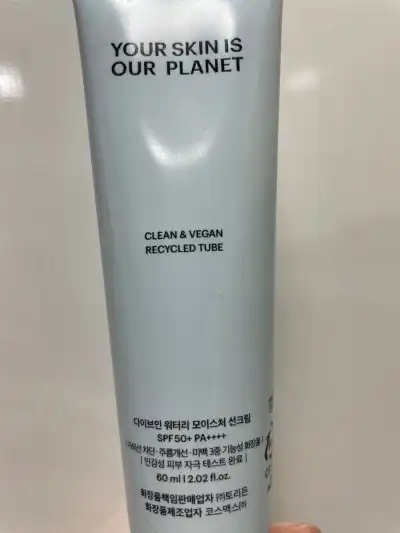 YOUR SKIN IS
OUR PLANET
CLEAN & VEGAN
RECYCLED TUBE
다이브인 워터리 모이스처 선크림
SPF 50+ PA++++
| 자외선 차단·주름개선·미백 3중 기능성 화장품 |
| 민감성 피부 자극 테스트 완료 |
60 ml | 2.02 fl.oz.
화장품책임판매업자 ㈜토리든
화장품제조업자 코스맥스㈜